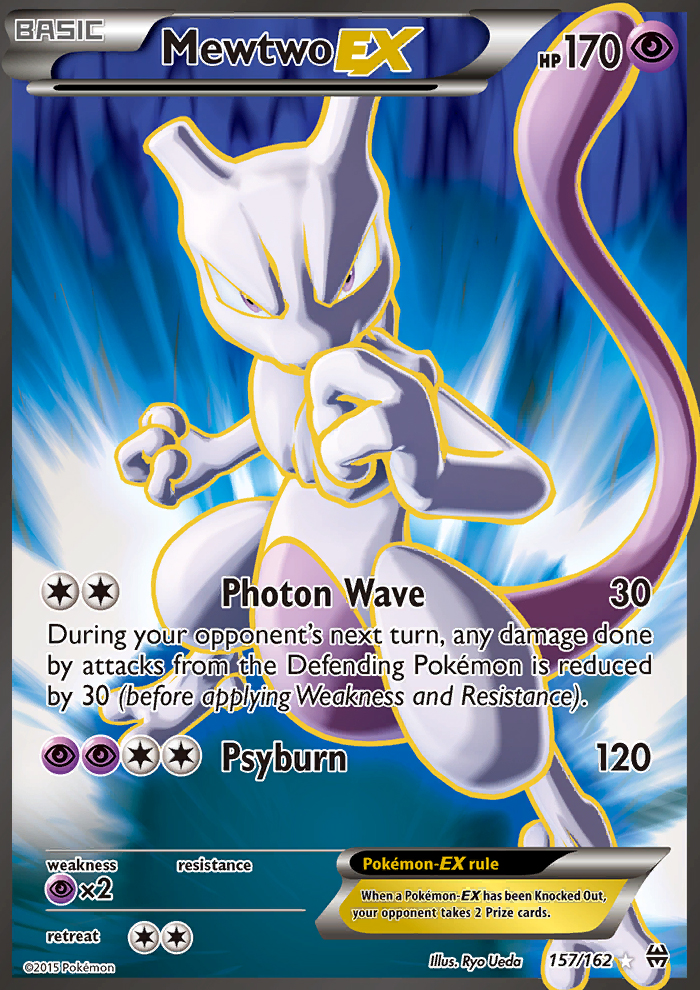 BASIC
Mewtwo EX
HP 170
Photon Wave 30
During your opponent's next turn, any damage done
by attacks from the Defending Pokémon is reduced
by 30 (before applying Weakness and Resistance).
Psyburn 120
weakness resistance
×2
retreat
Pokémon-EX rule
When a Pokémon-EX has been Knocked Out,
your opponent takes 2 Prize cards.
©2015 Pokémon
Illus. Ryo Ueda 157/162